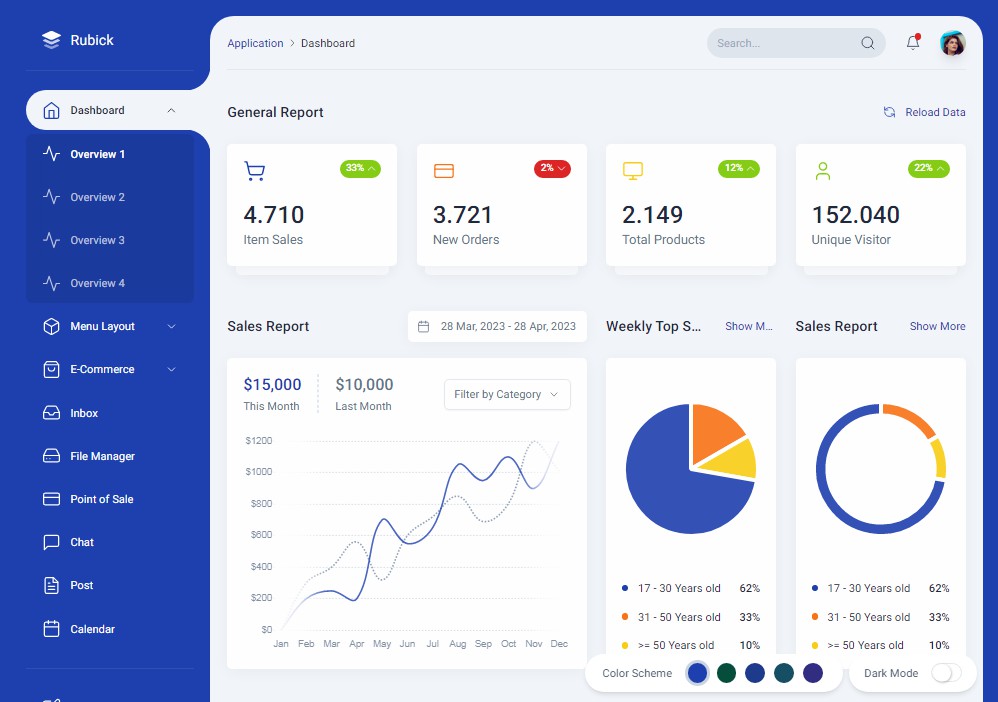 Rubick
Application > Dashboard
Search...
Dashboard
Overview 1
Overview 2
Overview 3
Overview 4
Menu Layout
E-Commerce
Inbox
File Manager
Point of Sale
Chat
Post
Calendar
General Report
Reload Data
33%
4.710
Item Sales
2%
3.721
New Orders
12%
2.149
Total Products
22%
152.040
Unique Visitor
Sales Report
28 Mar, 2023 - 28 Apr, 2023
$15,000
This Month
$10,000
Last Month
Filter by Category
$1200
$1000
$800
$600
$400
$200
$0
Jan Feb Mar Apr May Jun Jul Aug Sep Oct Nov Dec
Weekly Top S...
Show M...
17 - 30 Years old 62%
31 - 50 Years old 33%
>= 50 Years old 10%
Sales Report
Show More
17 - 30 Years old 62%
31 - 50 Years old 33%
>= 50 Years old 10%
Color Scheme
Dark Mode